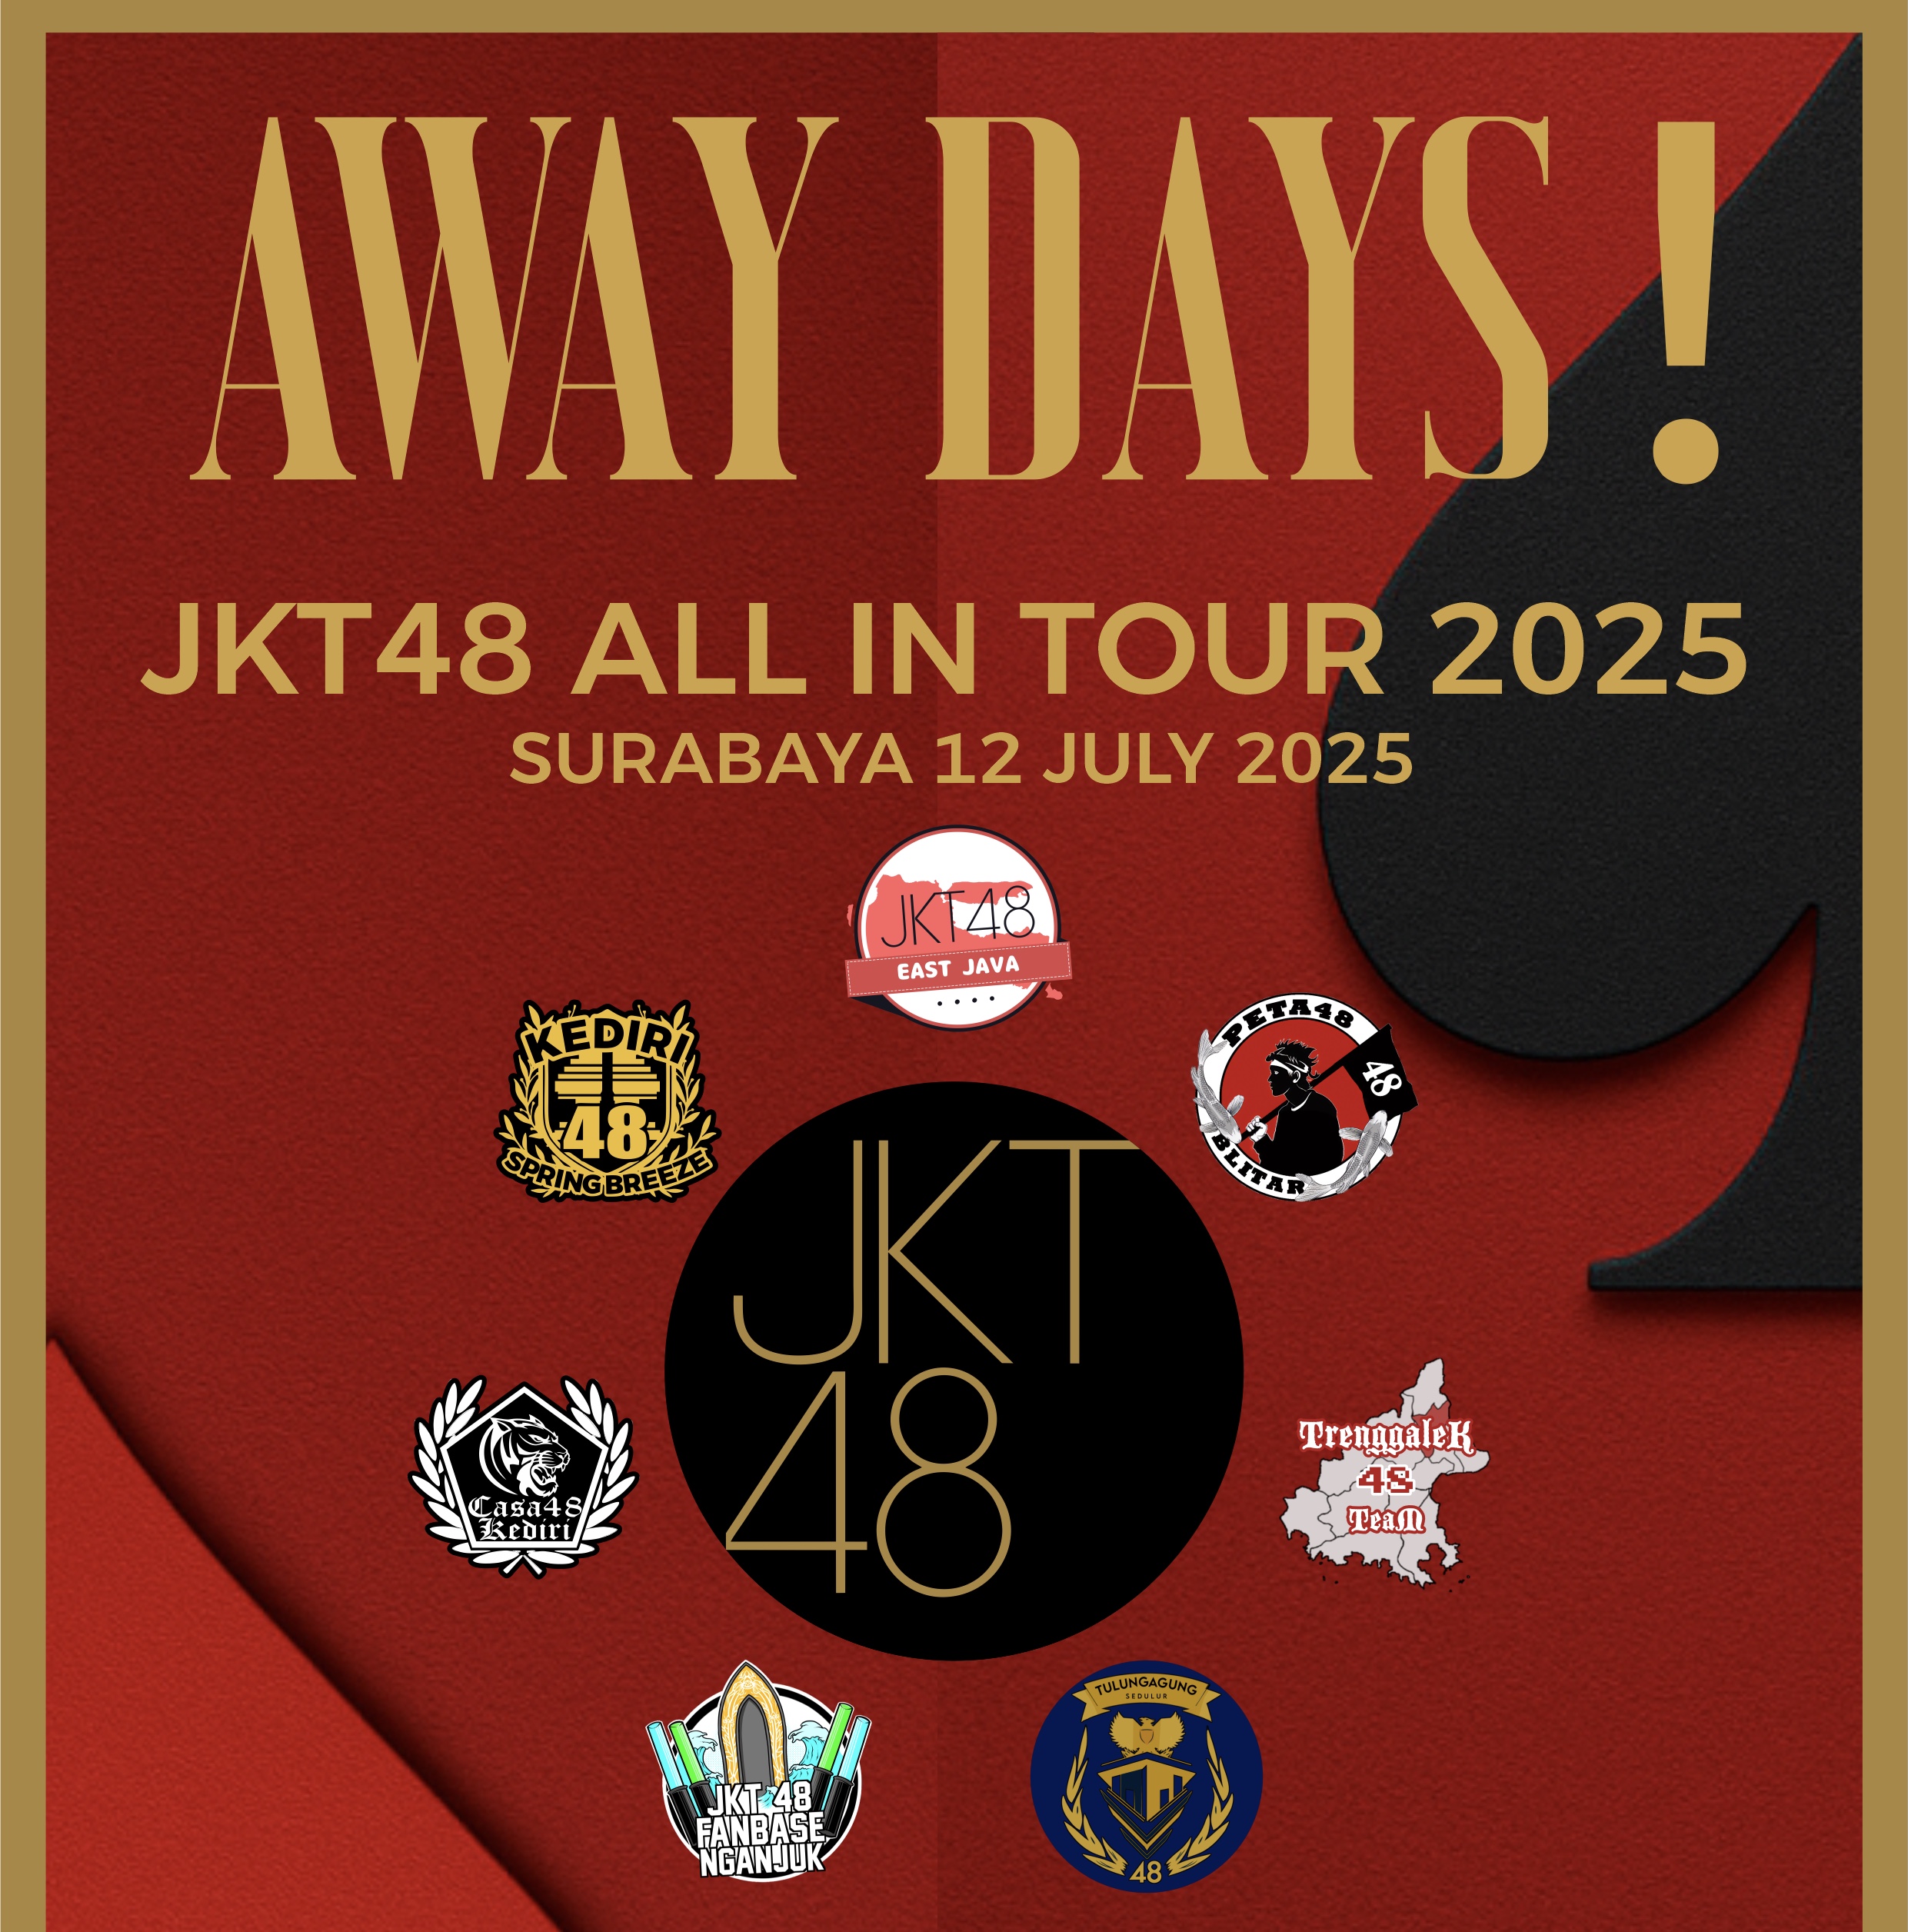 AWAY DAYS !
JKT48 ALL IN TOUR 2025
SURABAYA 12 JULY 2025
JKT48
EAST JAVA
KEDIRI
48
SPRING BREEZE
PETA48
48
BLITAR
JKT
48
Casa48
Kediri
TrenggaleK
48
TeaM
JKT 48
FANBASE
NGANJUK
TULUNGAGUNG
SEDULUR
48